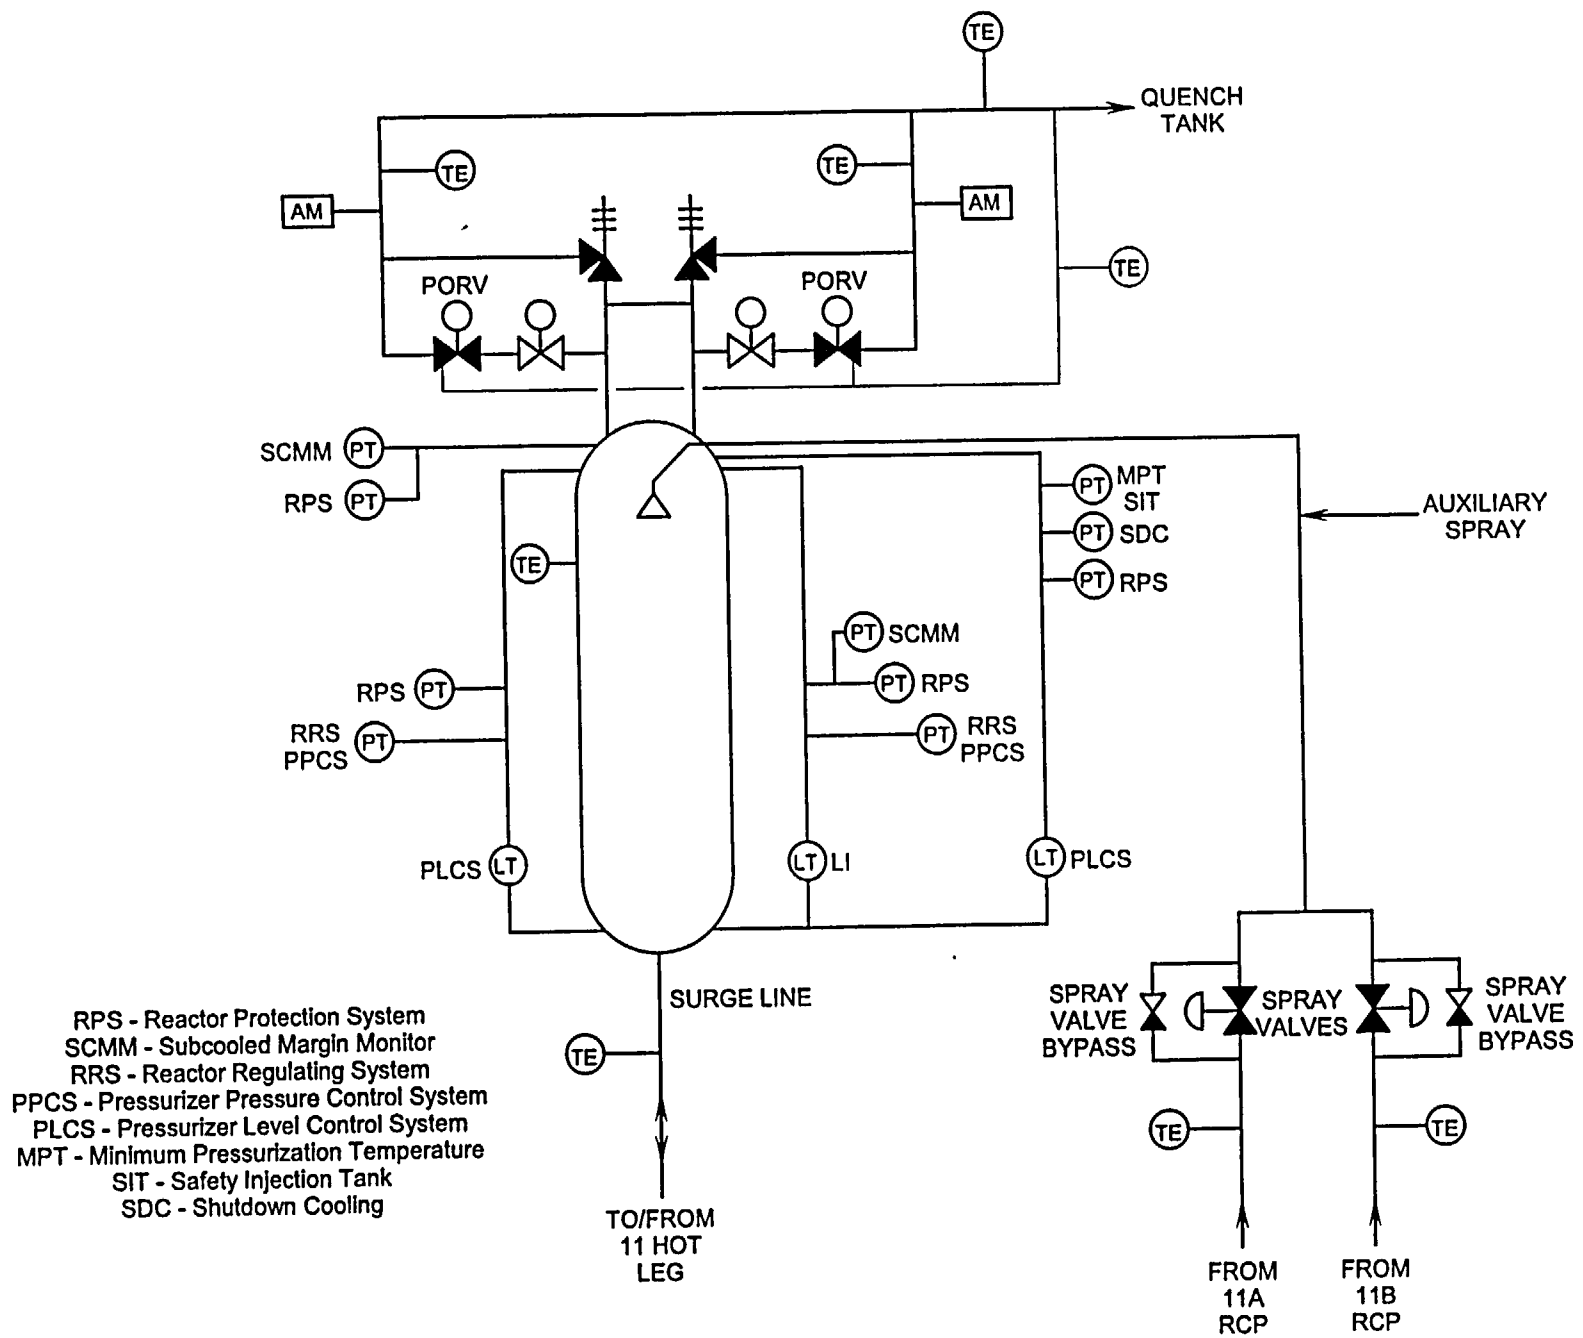 TE
QUENCH
TANK
TE
TE
AM
AM
TE
PORV
PORV
SCMM PT
RPS PT
PT MPT
SIT
PT SDC
PT RPS
AUXILIARY
SPRAY
TE
PT SCMM
RPS PT
PT RPS
RRS
PPCS
PT
PT
RRS
PPCS
PLCS LT
LT LI
LT PLCS
SURGE LINE
SPRAY
VALVE
BYPASS
SPRAY
VALVES
SPRAY
VALVE
BYPASS
RPS - Reactor Protection System
SCMM - Subcooled Margin Monitor
RRS - Reactor Regulating System
PPCS - Pressurizer Pressure Control System
PLCS - Pressurizer Level Control System
MPT - Minimum Pressurization Temperature
SIT - Safety Injection Tank
SDC - Shutdown Cooling
TE
TE
TE
TO/FROM
11 HOT
LEG
FROM
11A
RCP
FROM
11B
RCP